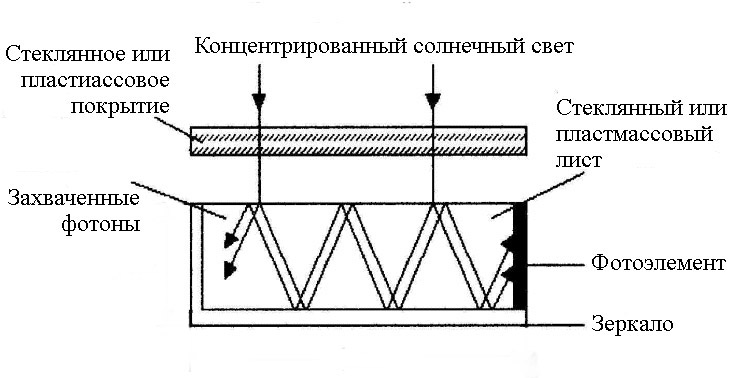 Концентрированный солнечный свет
Стеклянное или
пластиассовое
покрытие
Стеклянный или
пластмассовый
лист
Захваченные
фотоны
Фотоэлемент
Зеркало